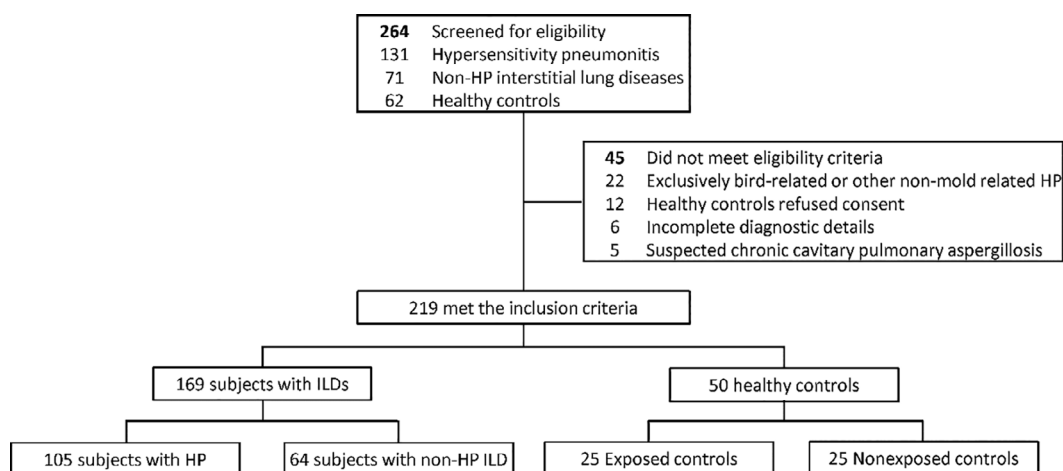 264 Screened for eligibility
131 Hypersensitivity pneumonitis
71 Non-HP interstitial lung diseases
62 Healthy controls
45 Did not meet eligibility criteria
22 Exclusively bird-related or other non-mold related HP
12 Healthy controls refused consent
6 Incomplete diagnostic details
5 Suspected chronic cavitary pulmonary aspergillosis
219 met the inclusion criteria
169 subjects with ILDs
50 healthy controls
105 subjects with HP
64 subjects with non-HP ILD
25 Exposed controls
25 Nonexposed controls